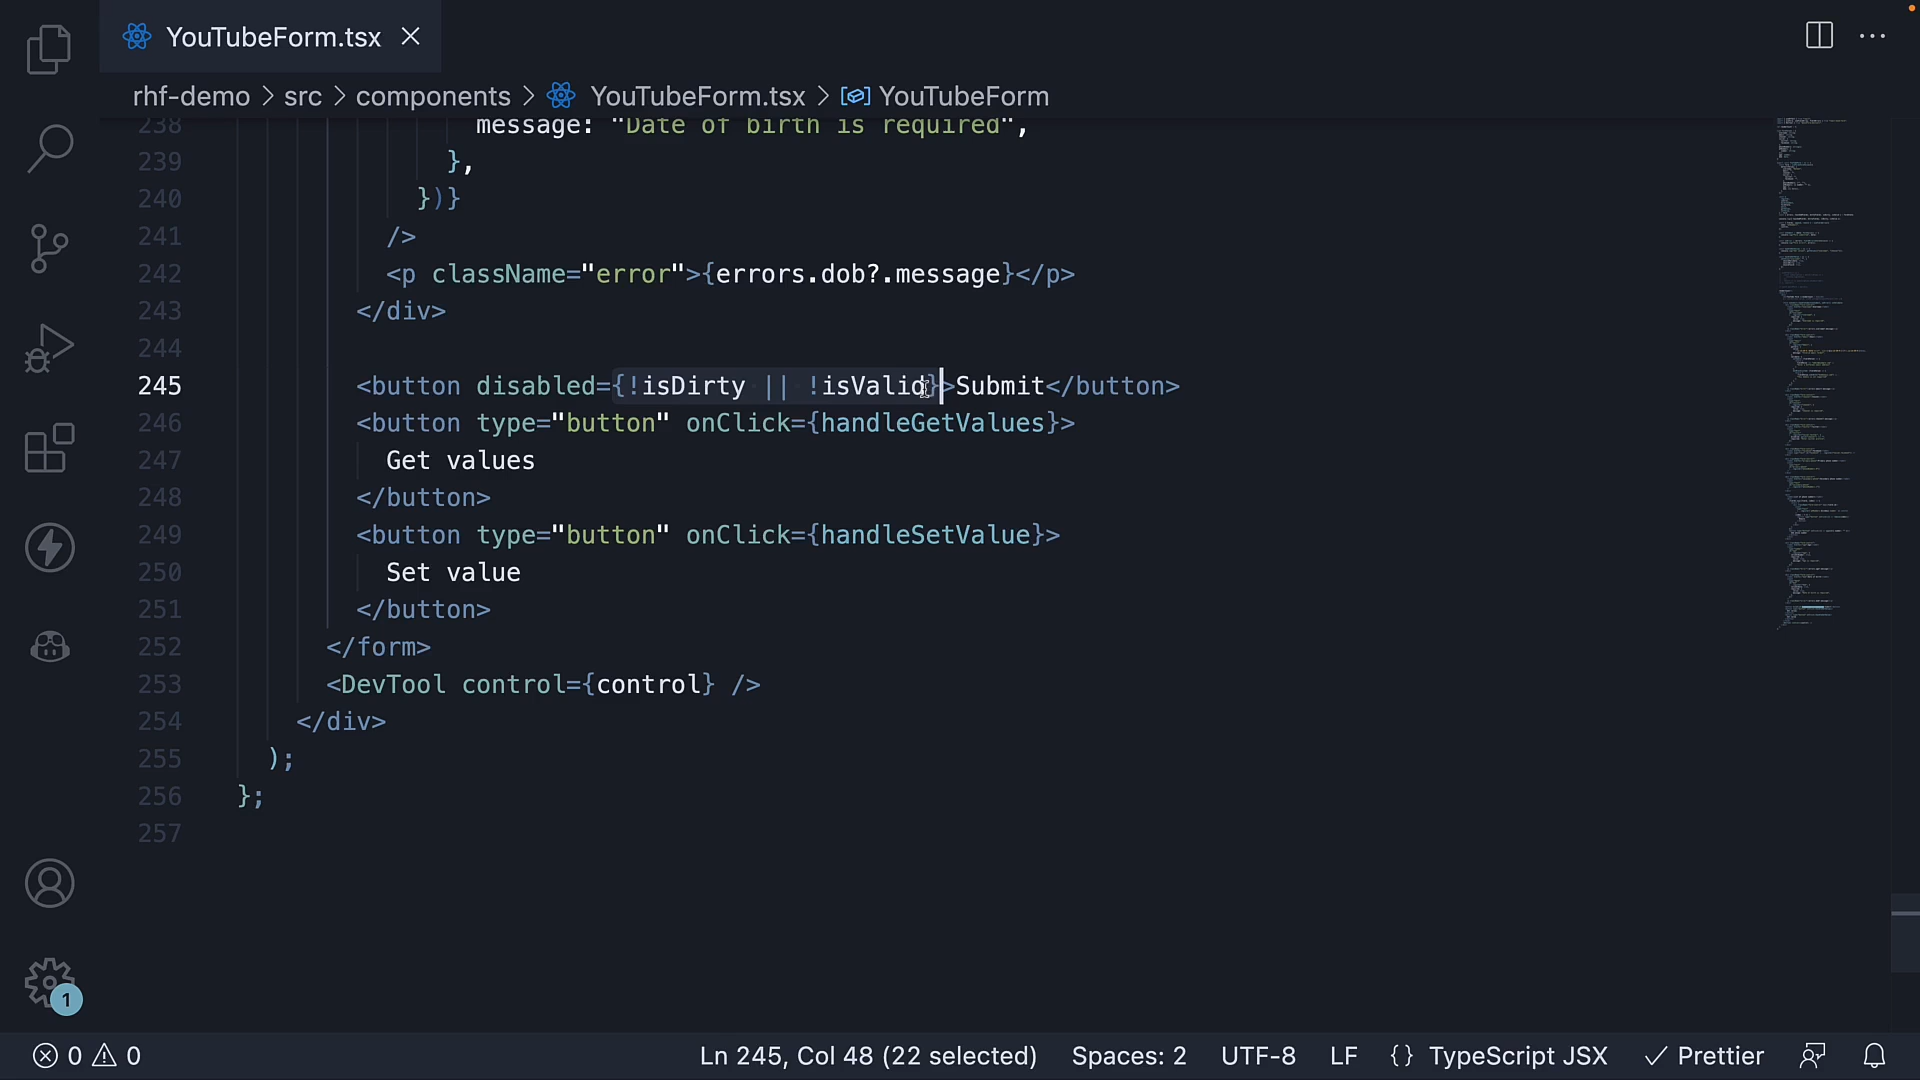 YouTubeForm.tsx
rhf-demo > src > components > YouTubeForm.tsx > YouTubeForm
238 message: "Date of birth is required",
239 },
240 })}
241 />
242 <p className="error">{errors.dob?.message}</p>
243 </div>
244
245 <button disabled={!isDirty || !isValid}>Submit</button>
246 <button type="button" onClick={handleGetValues}>
247 Get values
248 </button>
249 <button type="button" onClick={handleSetValue}>
250 Set value
251 </button>
252 </form>
253 <DevTool control={control} />
254 </div>
255 );
256 };
257
1
0 0 Ln 245, Col 48 (22 selected) Spaces: 2 UTF-8 LF {} TypeScript JSX Prettier